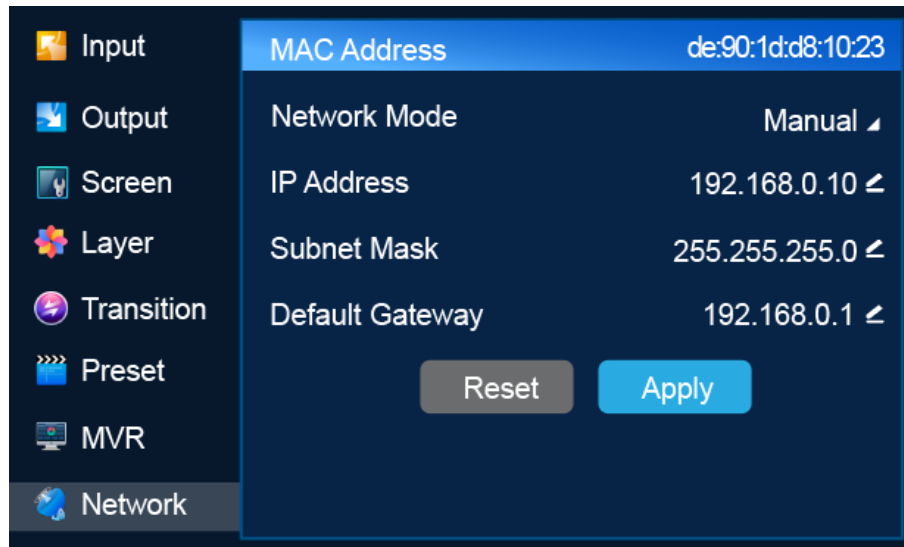 Input
MAC Address de:90:1d:d8:10:23
Output
Network Mode Manual
Screen
IP Address 192.168.0.10
Layer
Subnet Mask 255.255.255.0
Transition
Default Gateway 192.168.0.1
Preset
Reset Apply
MVR
Network